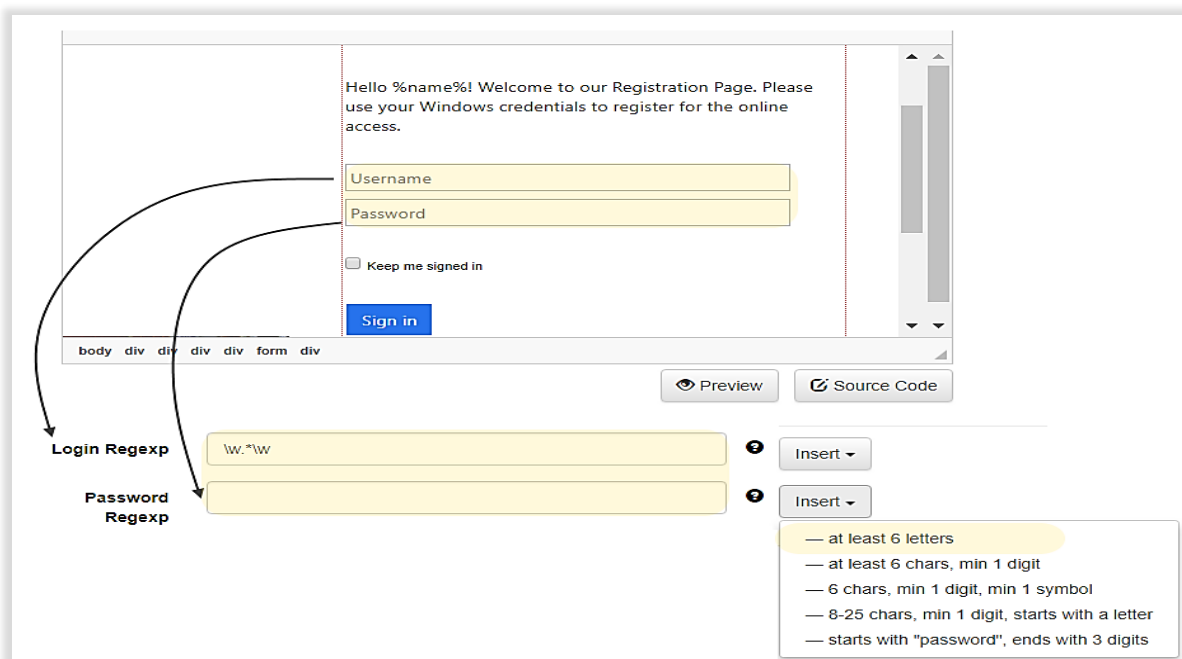 Hello %name%! Welcome to our Registration Page. Please
use your Windows credentials to register for the online
access.
Username
Password
Keep me signed in
Sign in
body div div div div form div
Preview
Source Code
Login Regexp
\w.*\w
Insert
Password
Regexp
Insert
— at least 6 letters
— at least 6 chars, min 1 digit
— 6 chars, min 1 digit, min 1 symbol
— 8-25 chars, min 1 digit, starts with a letter
— starts with "password", ends with 3 digits